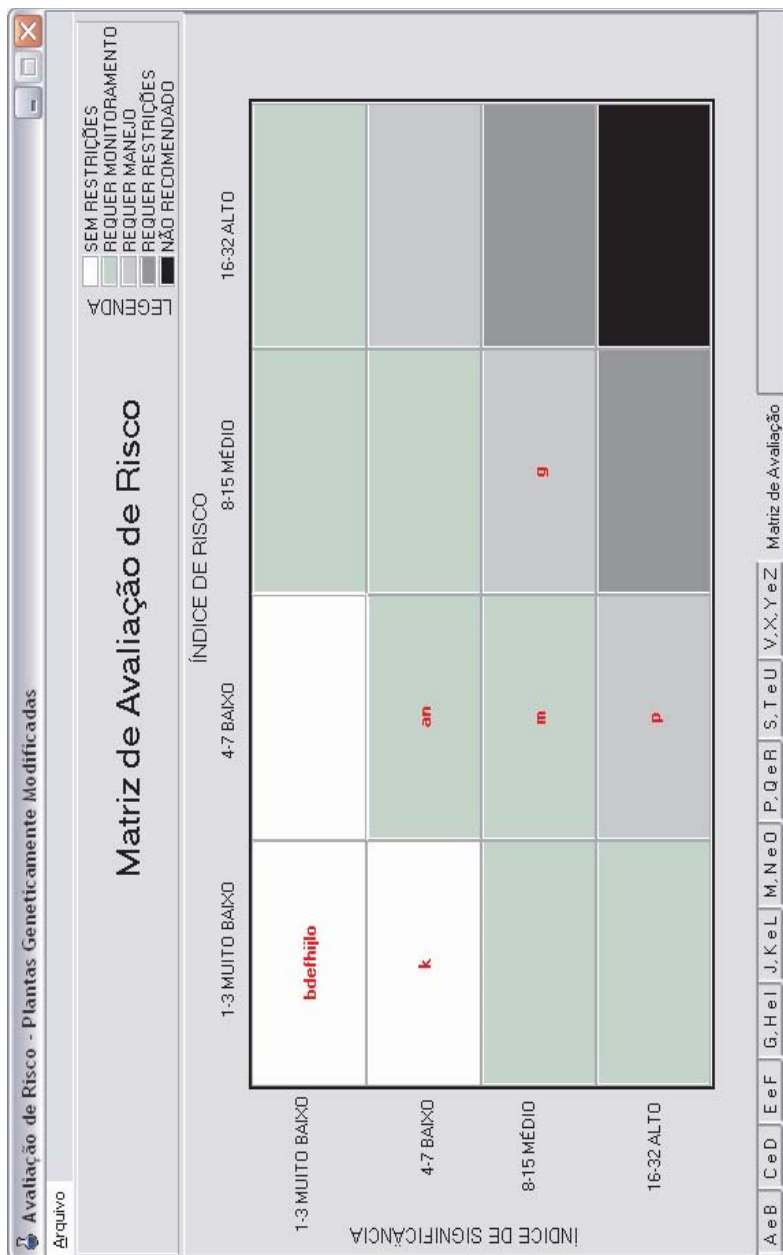 Avaliação de Risco - Plantas Geneticamente Modificadas
Arquivo
Matriz de Avaliação de Risco
LEGENDA
SEM RESTRIÇÕES
REQUER MONITORAMENTO
REQUER MANEJO
REQUER RESTRIÇÕES
NÃO RECOMENDADO
ÍNDICE DE RISCO
1-3 MUITO BAIXO 4-7 BAIXO 8-15 MÉDIO 16-32 ALTO
ÍNDICE DE SIGNIFICÂNCIA
1-3 MUITO BAIXO bdefhijlo
4-7 BAIXO k an
8-15 MÉDIO m g
16-32 ALTO p
A e B C e D E e F G, H e I J, K e L M, N e O P, Q e R S, T e U V, X, Y e Z Matriz de Avaliação